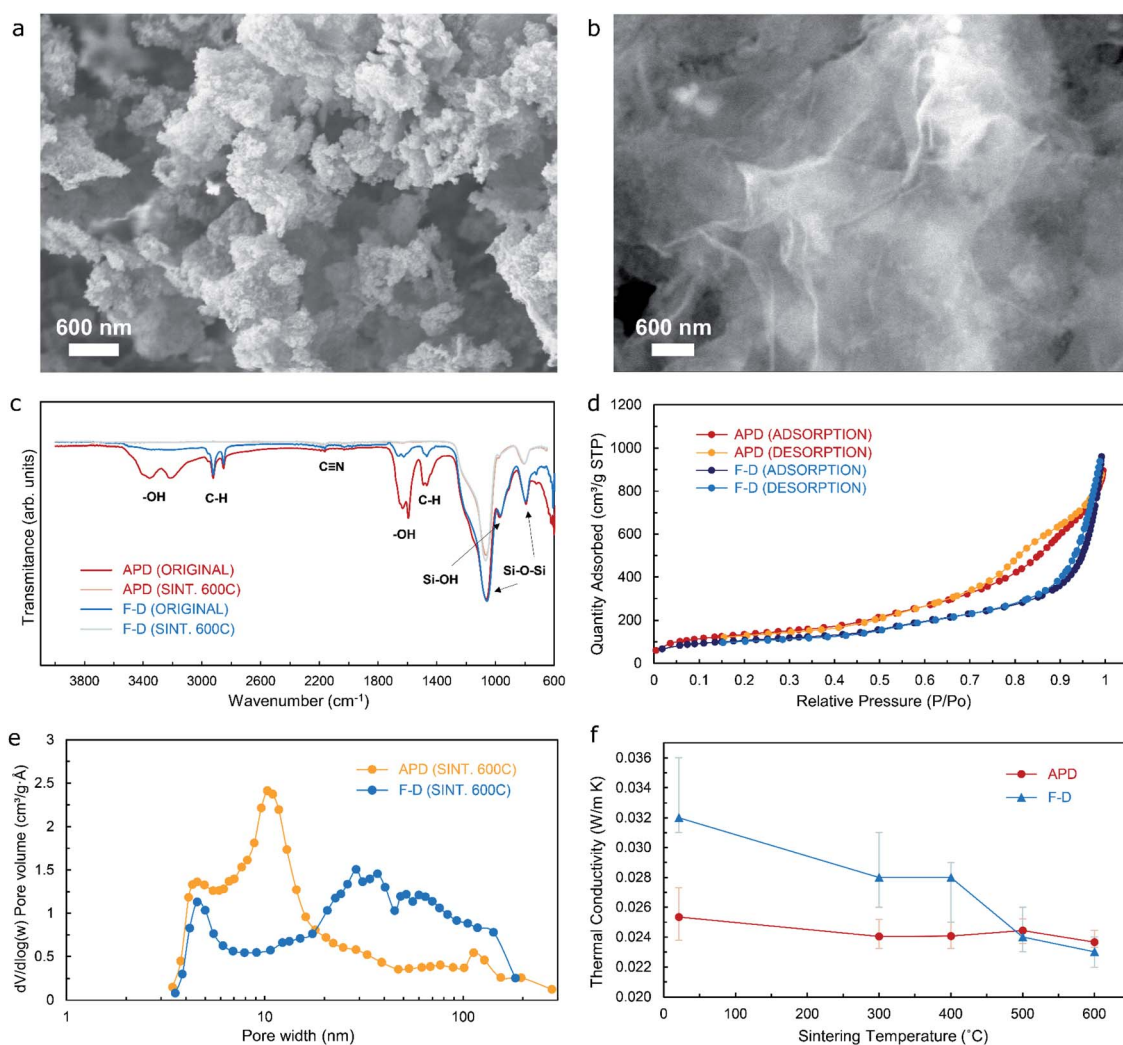 a
b
600 nm
600 nm
c
Transmitance (arb. units)
-OH
C-H
C≡N
-OH
C-H
Si-OH
Si-O-Si
APD (ORIGINAL)
APD (SINT. 600C)
F-D (ORIGINAL)
F-D (SINT. 600C)
3800 3400 3000 2600 2200 1800 1400 1000 600
Wavenumber (cm⁻¹)
d
Quantity Adsorbed (cm³/g STP)
1200
1000
800
600
400
200
0
APD (ADSORPTION)
APD (DESORPTION)
F-D (ADSORPTION)
F-D (DESORPTION)
0 0.1 0.2 0.3 0.4 0.5 0.6 0.7 0.8 0.9 1
Relative Pressure (P/Po)
e
dV/dlog(w) Pore volume (cm³/g·Å)
3
2.5
2
1.5
1
0.5
0
APD (SINT. 600C)
F-D (SINT. 600C)
1 10 100
Pore width (nm)
f
Thermal Conductivity (W/m K)
0.036
0.034
0.032
0.030
0.028
0.026
0.024
0.022
0.020
APD
F-D
0 100 200 300 400 500 600
Sintering Temperature (˚C)